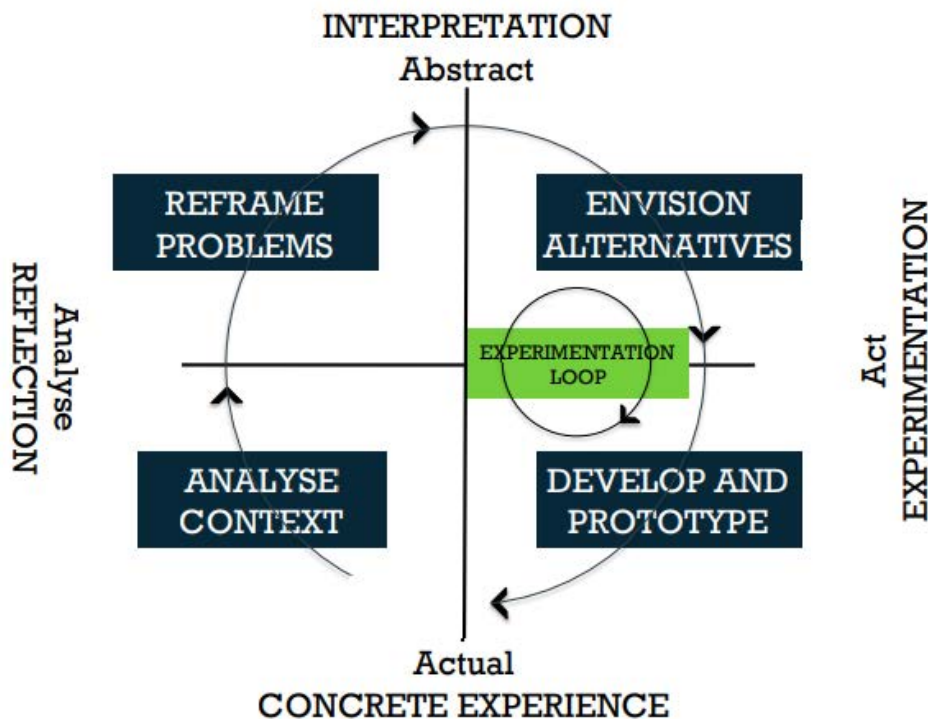 INTERPRETATION
Abstract
REFRAME
PROBLEMS
ENVISION
ALTERNATIVES
Analyse
REFLECTION
EXPERIMENTATION
LOOP
Act
EXPERIMENTATION
ANALYSE
CONTEXT
DEVELOP AND
PROTOTYPE
Actual
CONCRETE EXPERIENCE